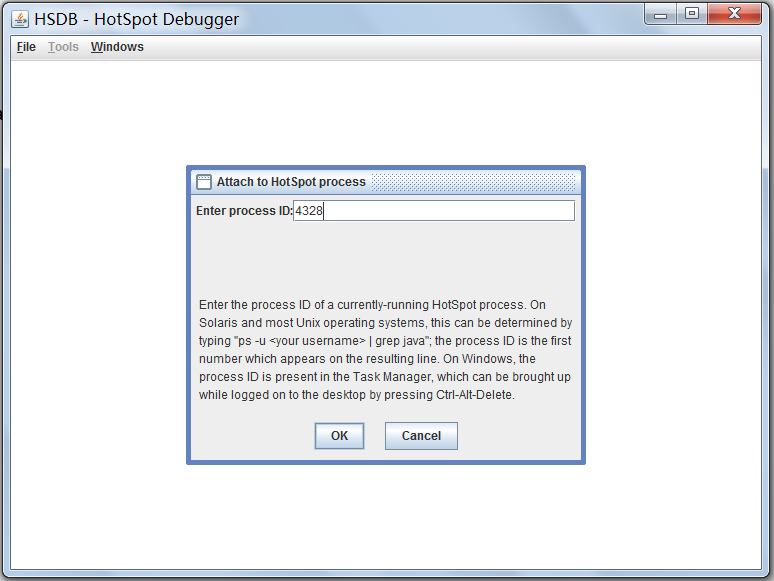 HSDB - HotSpot Debugger
File Tools Windows
Attach to HotSpot process
Enter process ID: 4328
Enter the process ID of a currently-running HotSpot process. On
Solaris and most Unix operating systems, this can be determined by
typing "ps -u <your username> | grep java"; the process ID is the first
number which appears on the resulting line. On Windows, the
process ID is present in the Task Manager, which can be brought up
while logged on to the desktop by pressing Ctrl-Alt-Delete.
OK Cancel